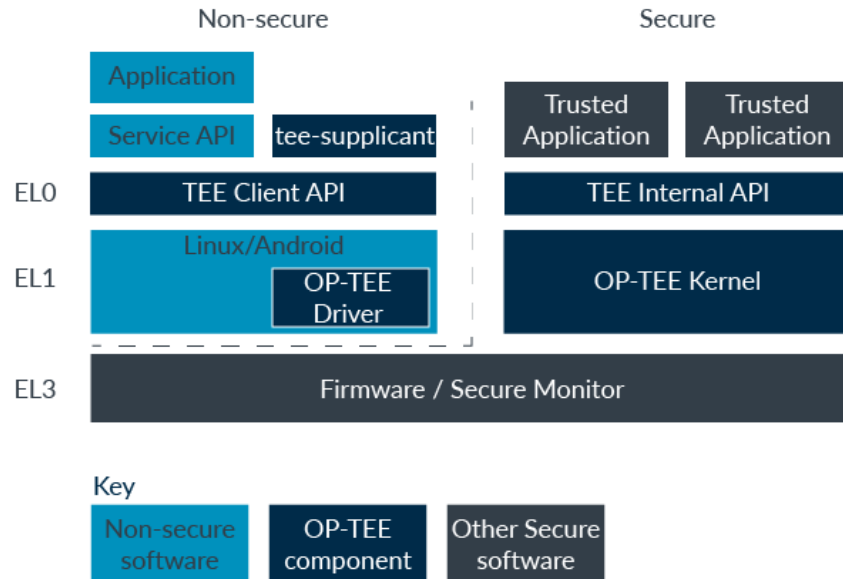 Non-secure
Secure
Application
Service API
tee-supplicant
Trusted
Application
Trusted
Application
EL0
TEE Client API
TEE Internal API
EL1
Linux/Android
OP-TEE
Driver
OP-TEE Kernel
EL3
Firmware / Secure Monitor
Key
Non-secure
software
OP-TEE
component
Other Secure
software